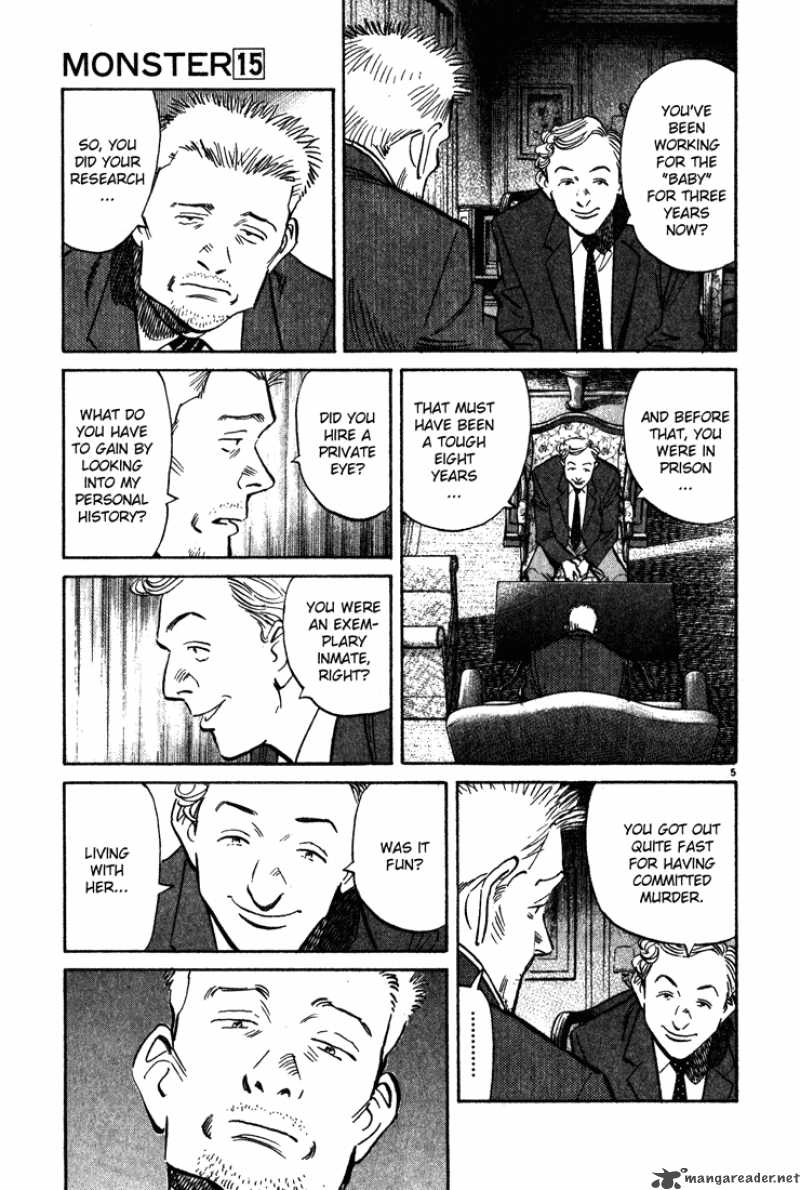 MONSTER 15
YOU'VE
BEEN
WORKING
FOR THE
"BABY"
FOR THREE
YEARS
NOW?
SO, YOU
DID YOUR
RESEARCH
...
AND BEFORE
THAT, YOU
WERE IN
PRISON
...
THAT MUST
HAVE BEEN
A TOUGH
EIGHT
YEARS
...
DID YOU
HIRE A
PRIVATE
EYE?
WHAT DO
YOU HAVE
TO GAIN BY
LOOKING
INTO MY
PERSONAL
HISTORY?
YOU WERE
AN EXEM-
PLARY
INMATE,
RIGHT?
5
YOU GOT OUT
QUITE FAST
FOR HAVING
COMMITTED
MURDER.
.........
WAS IT
FUN?
LIVING
WITH
HER...
mangareader.net